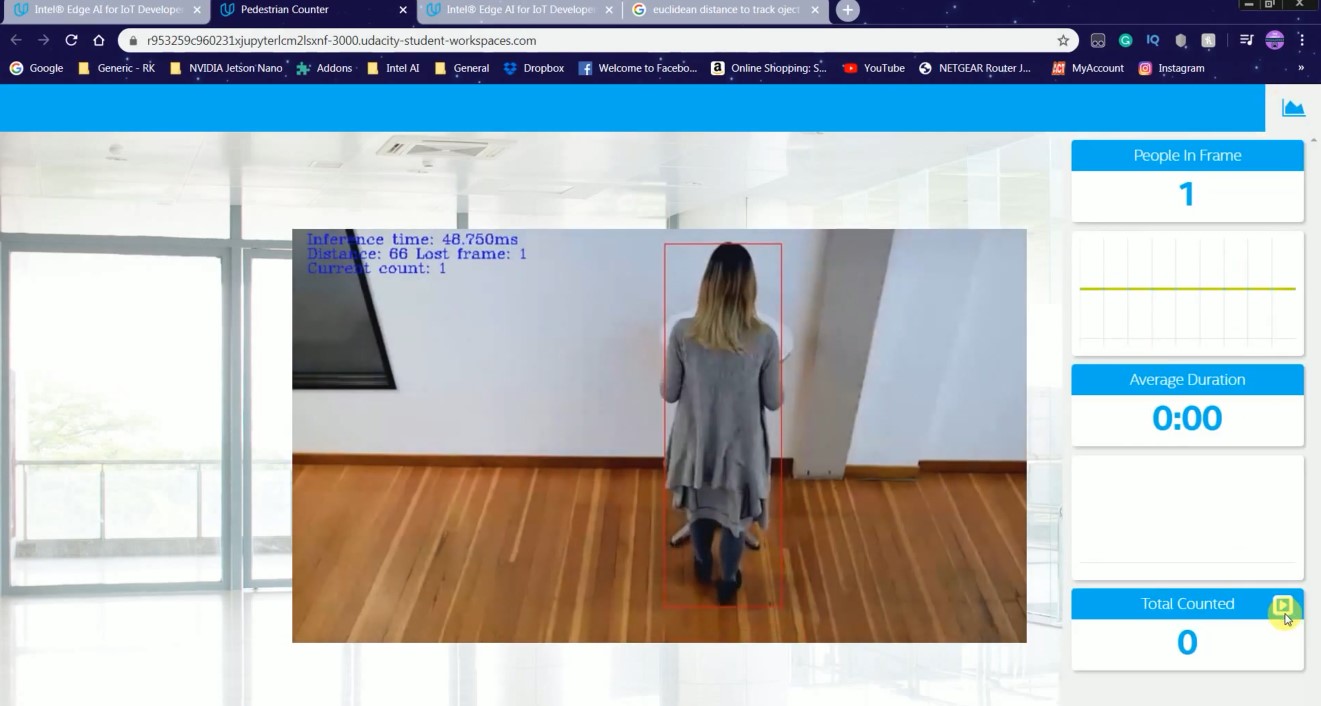 Intel® Edge AI for IoT Develope
Pedestrian Counter
Intel® Edge AI for IoT Develope
euclidean distance to track oject
r953259c960231xjupyterlcm2lsxnf-3000.udacity-student-workspaces.com
IQ
Google
Generic - RK
NVIDIA Jetson Nano
Addons
Intel AI
General
Dropbox
Welcome to Facebo...
Online Shopping: S...
YouTube
NETGEAR Router J...
ACT
MyAccount
Instagram
»
People In Frame
1
Inference time: 48.750ms
Distance: 66 Lost frame: 1
Current count: 1
Average Duration
0:00
Total Counted
0